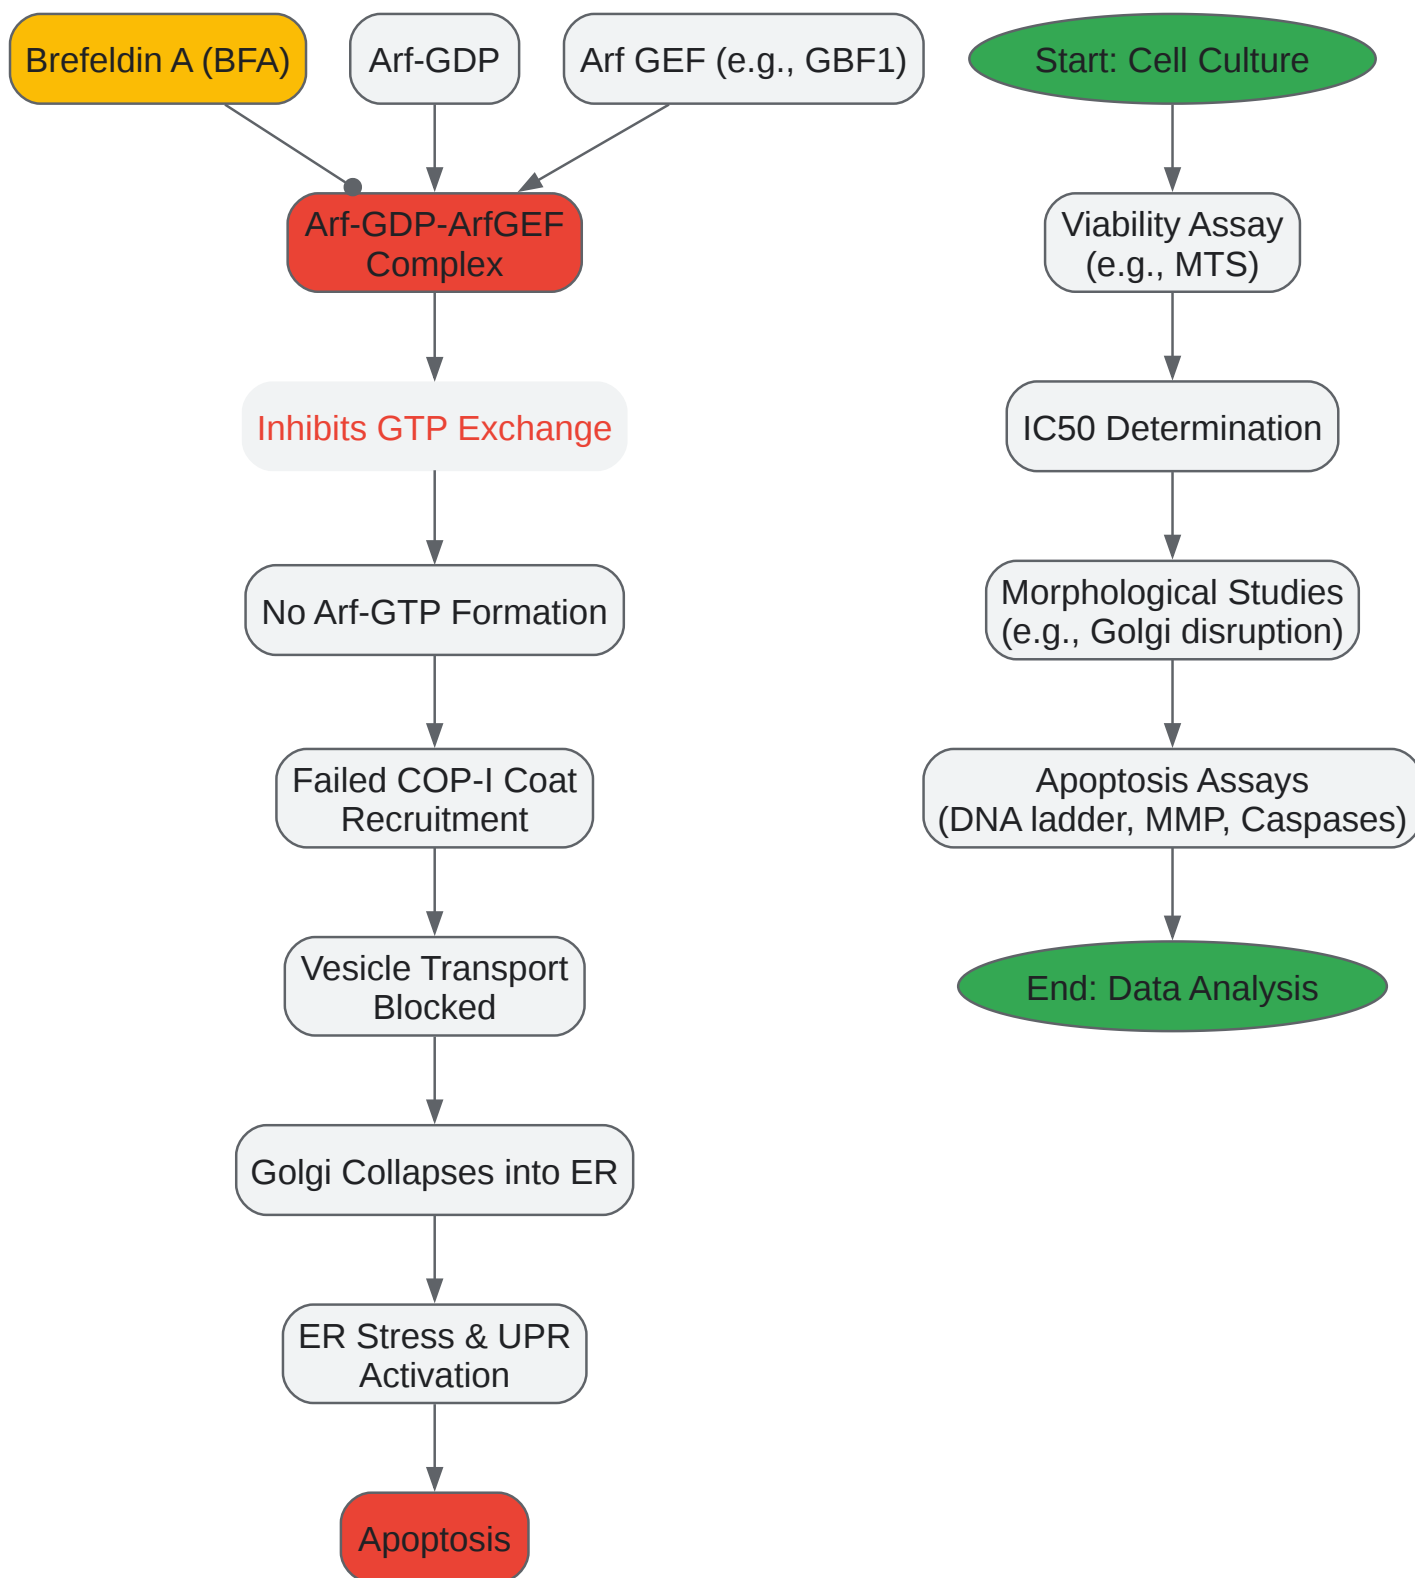 Brefeldin A (BFA)
Arf-GDP
Arf GEF (e.g., GBF1)
Arf-GDP-ArfGEF
Complex
Inhibits GTP Exchange
No Arf-GTP Formation
Failed COP-I Coat
Recruitment
Vesicle Transport
Blocked
Golgi Collapses into ER
ER Stress & UPR
Activation
Apoptosis
Start: Cell Culture
Viability Assay
(e.g., MTS)
IC50 Determination
Morphological Studies
(e.g., Golgi disruption)
Apoptosis Assays
(DNA ladder, MMP, Caspases)
End: Data Analysis